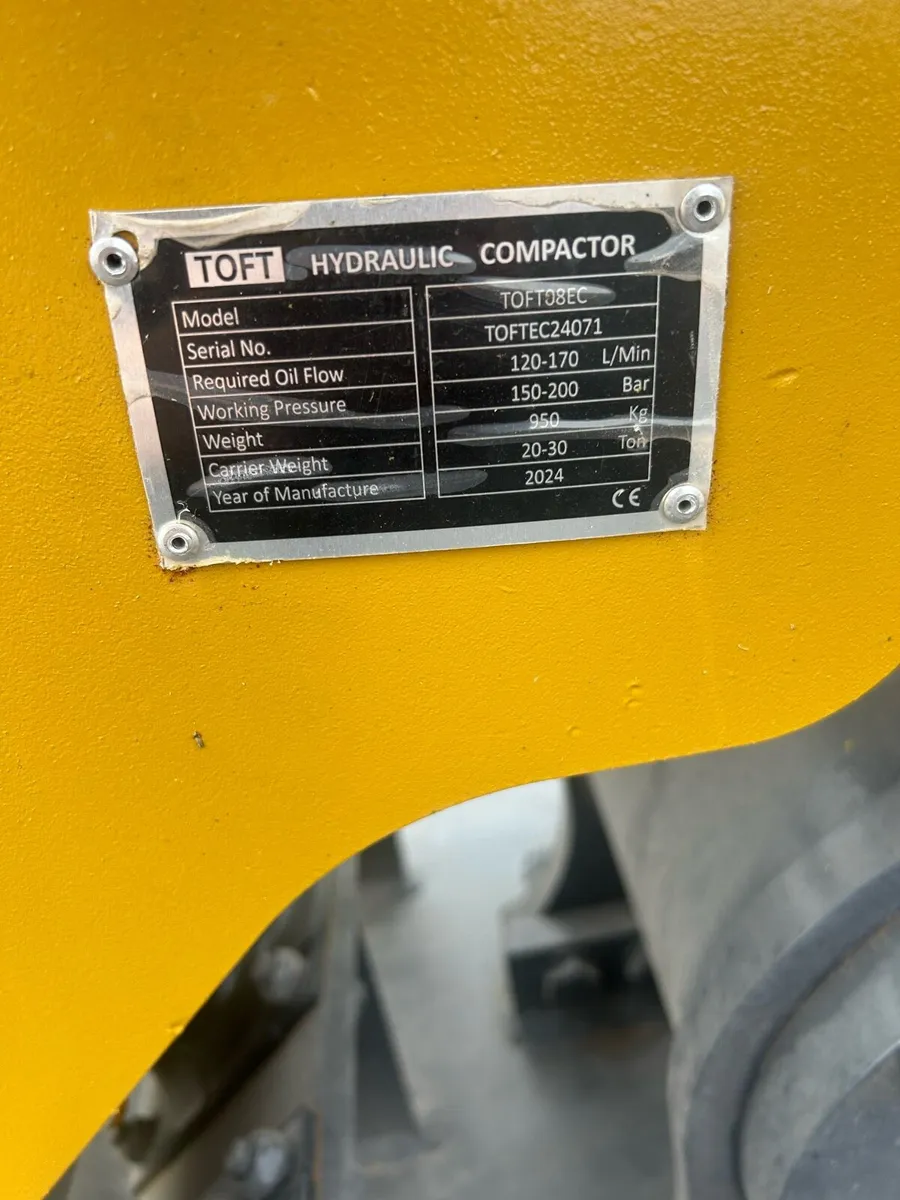 TOFT HYDRAULIC COMPACTOR
Model TOFT08EC
Serial No. TOFTEC24071
Required Oil Flow 120-170 L/Min
Working Pressure 150-200 Bar
Weight 950 Kg
Carrier Weight 20-30 Ton
Year of Manufacture 2024
CE